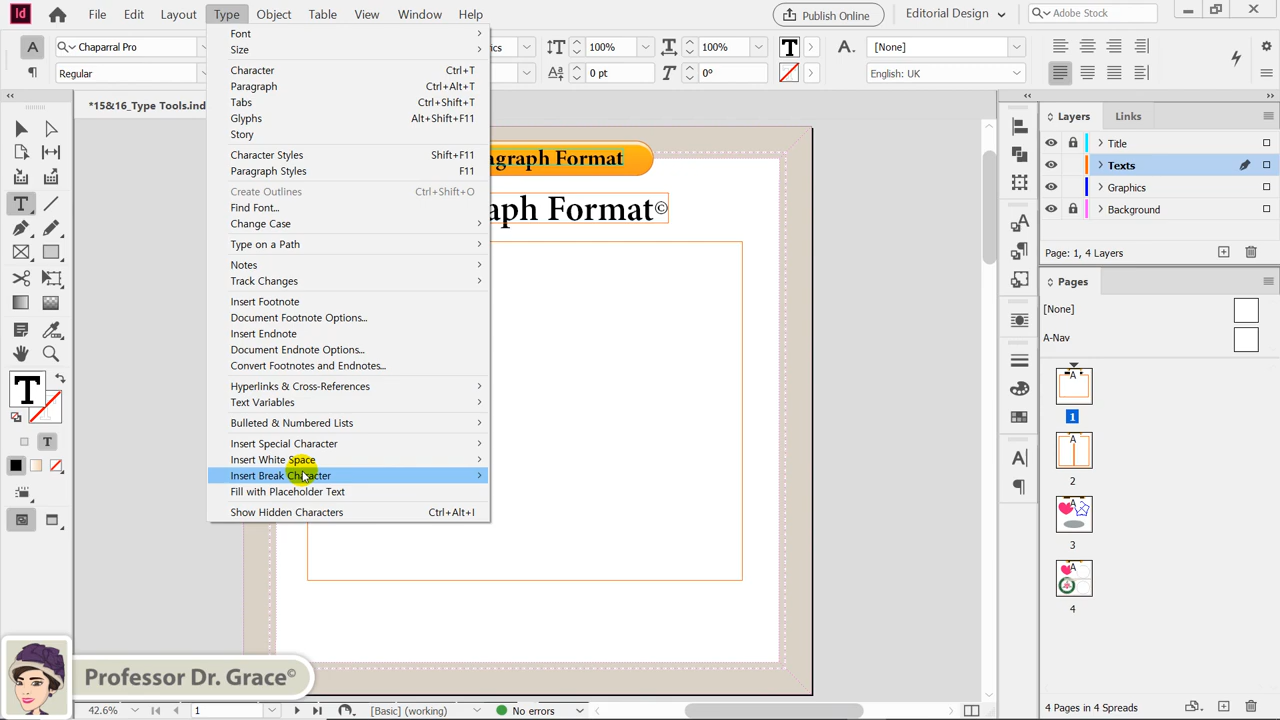 Id File Edit Layout Type Object Table View Window Help Publish Online Editorial Design Adobe Stock
A Chaparral Pro 100% 100% T A. [None]
¶ Regular 0 pt 0° English: UK
*15&16_Type Tools.ind
Font
Size
Character Ctrl+T
Paragraph Ctrl+Alt+T
Tabs Ctrl+Shift+T
Glyphs Alt+Shift+F11
Story
Character Styles Shift+F11
Paragraph Styles F11
Create Outlines Ctrl+Shift+O
Find Font...
Change Case
Type on a Path
Notes
Track Changes
Insert Footnote
Document Footnote Options...
Insert Endnote
Document Endnote Options...
Convert Footnotes and Endnotes...
Hyperlinks & Cross-References
Text Variables
Bulleted & Numbered Lists
Insert Special Character
Insert White Space
Insert Break Character
Fill with Placeholder Text
Show Hidden Characters Ctrl+Alt+I
agraph Format
aph Format©
Layers Links
Title
Texts
Graphics
Background
Page: 1, 4 Layers
Pages
[None]
A-Nav
A
1
A
2
A
3
A
4
4 Pages in 4 Spreads
Professor Dr. Grace©
42.6% 1 [Basic] (working) No errors